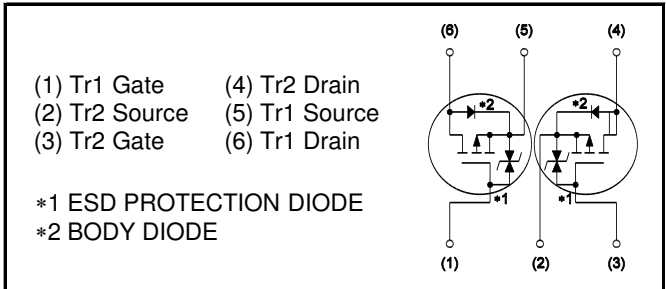 (6) (5) (4)
(1) Tr1 Gate (4) Tr2 Drain
(2) Tr2 Source (5) Tr1 Source
(3) Tr2 Gate (6) Tr1 Drain
*2 *2
∗1 ESD PROTECTION DIODE
∗2 BODY DIODE
*1 *1
(1) (2) (3)